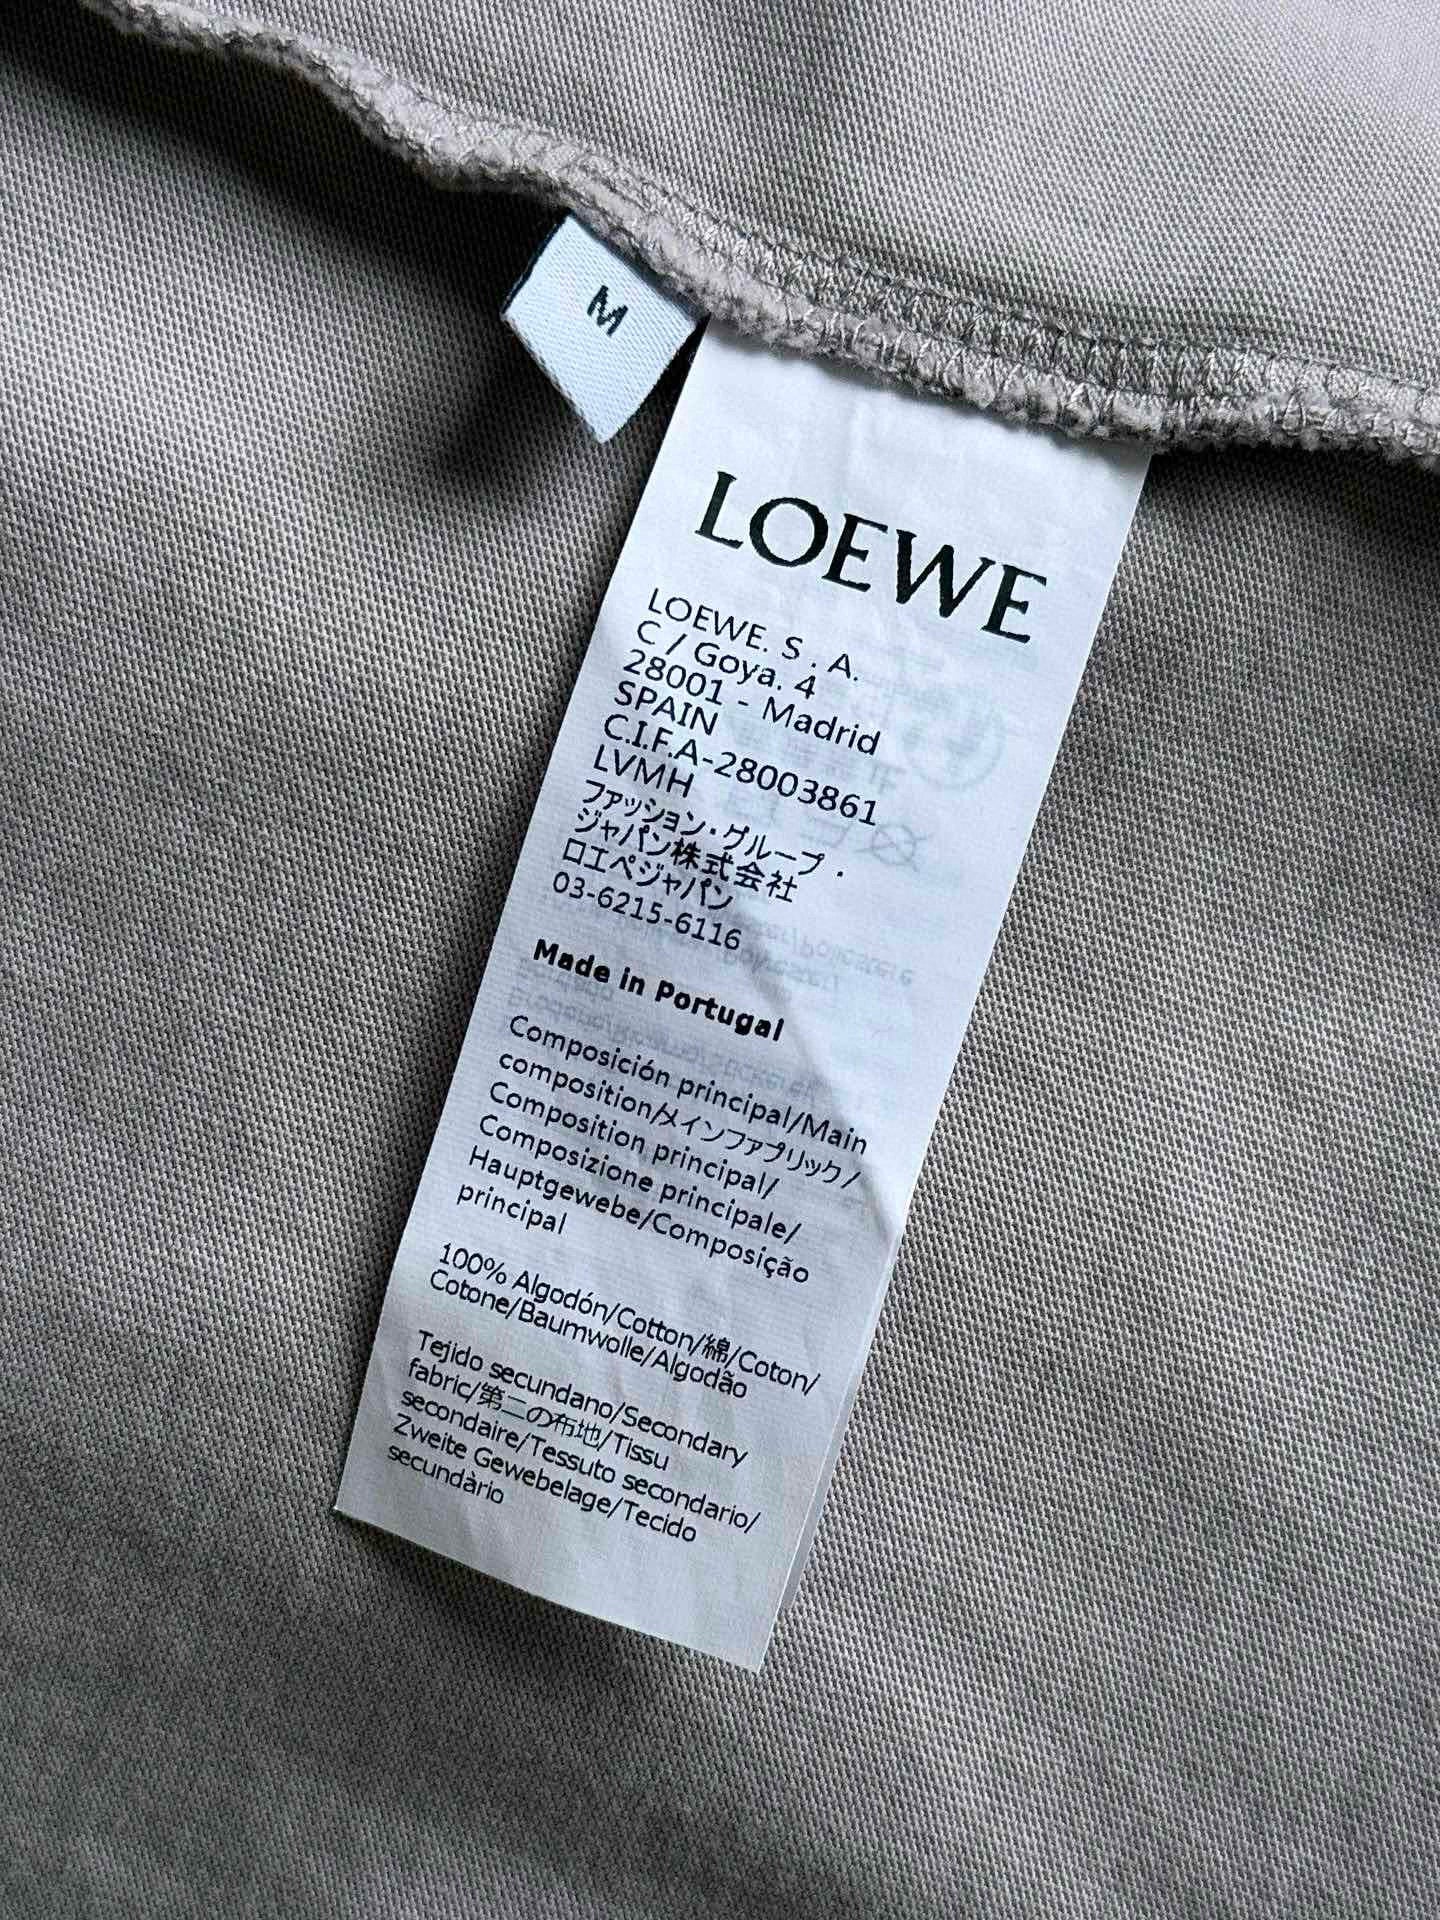 M
LOEWE
LOEWE. S . A.
C / Goya. 4
28001 - Madrid
SPAIN
C.I.F.A-28003861
LVMH
ファッション・グループ・
ジャパン株式会社
ロエペジャパン
03-6215-6116
Made in Portugal
Composición principal/Main
composition/メインファプリック/
Composition principal/
Composizione principale/
Hauptgewebe/Composição
principal
100% Algodón/Cotton/綿/Coton/
Cotone/Baumwolle/Algodão
Tejido secundano/Secondary
fabric/第二の布地/Tissu
secondaire/Tessuto secondario/
Zweite Gewebelage/Tecido
secundàrio